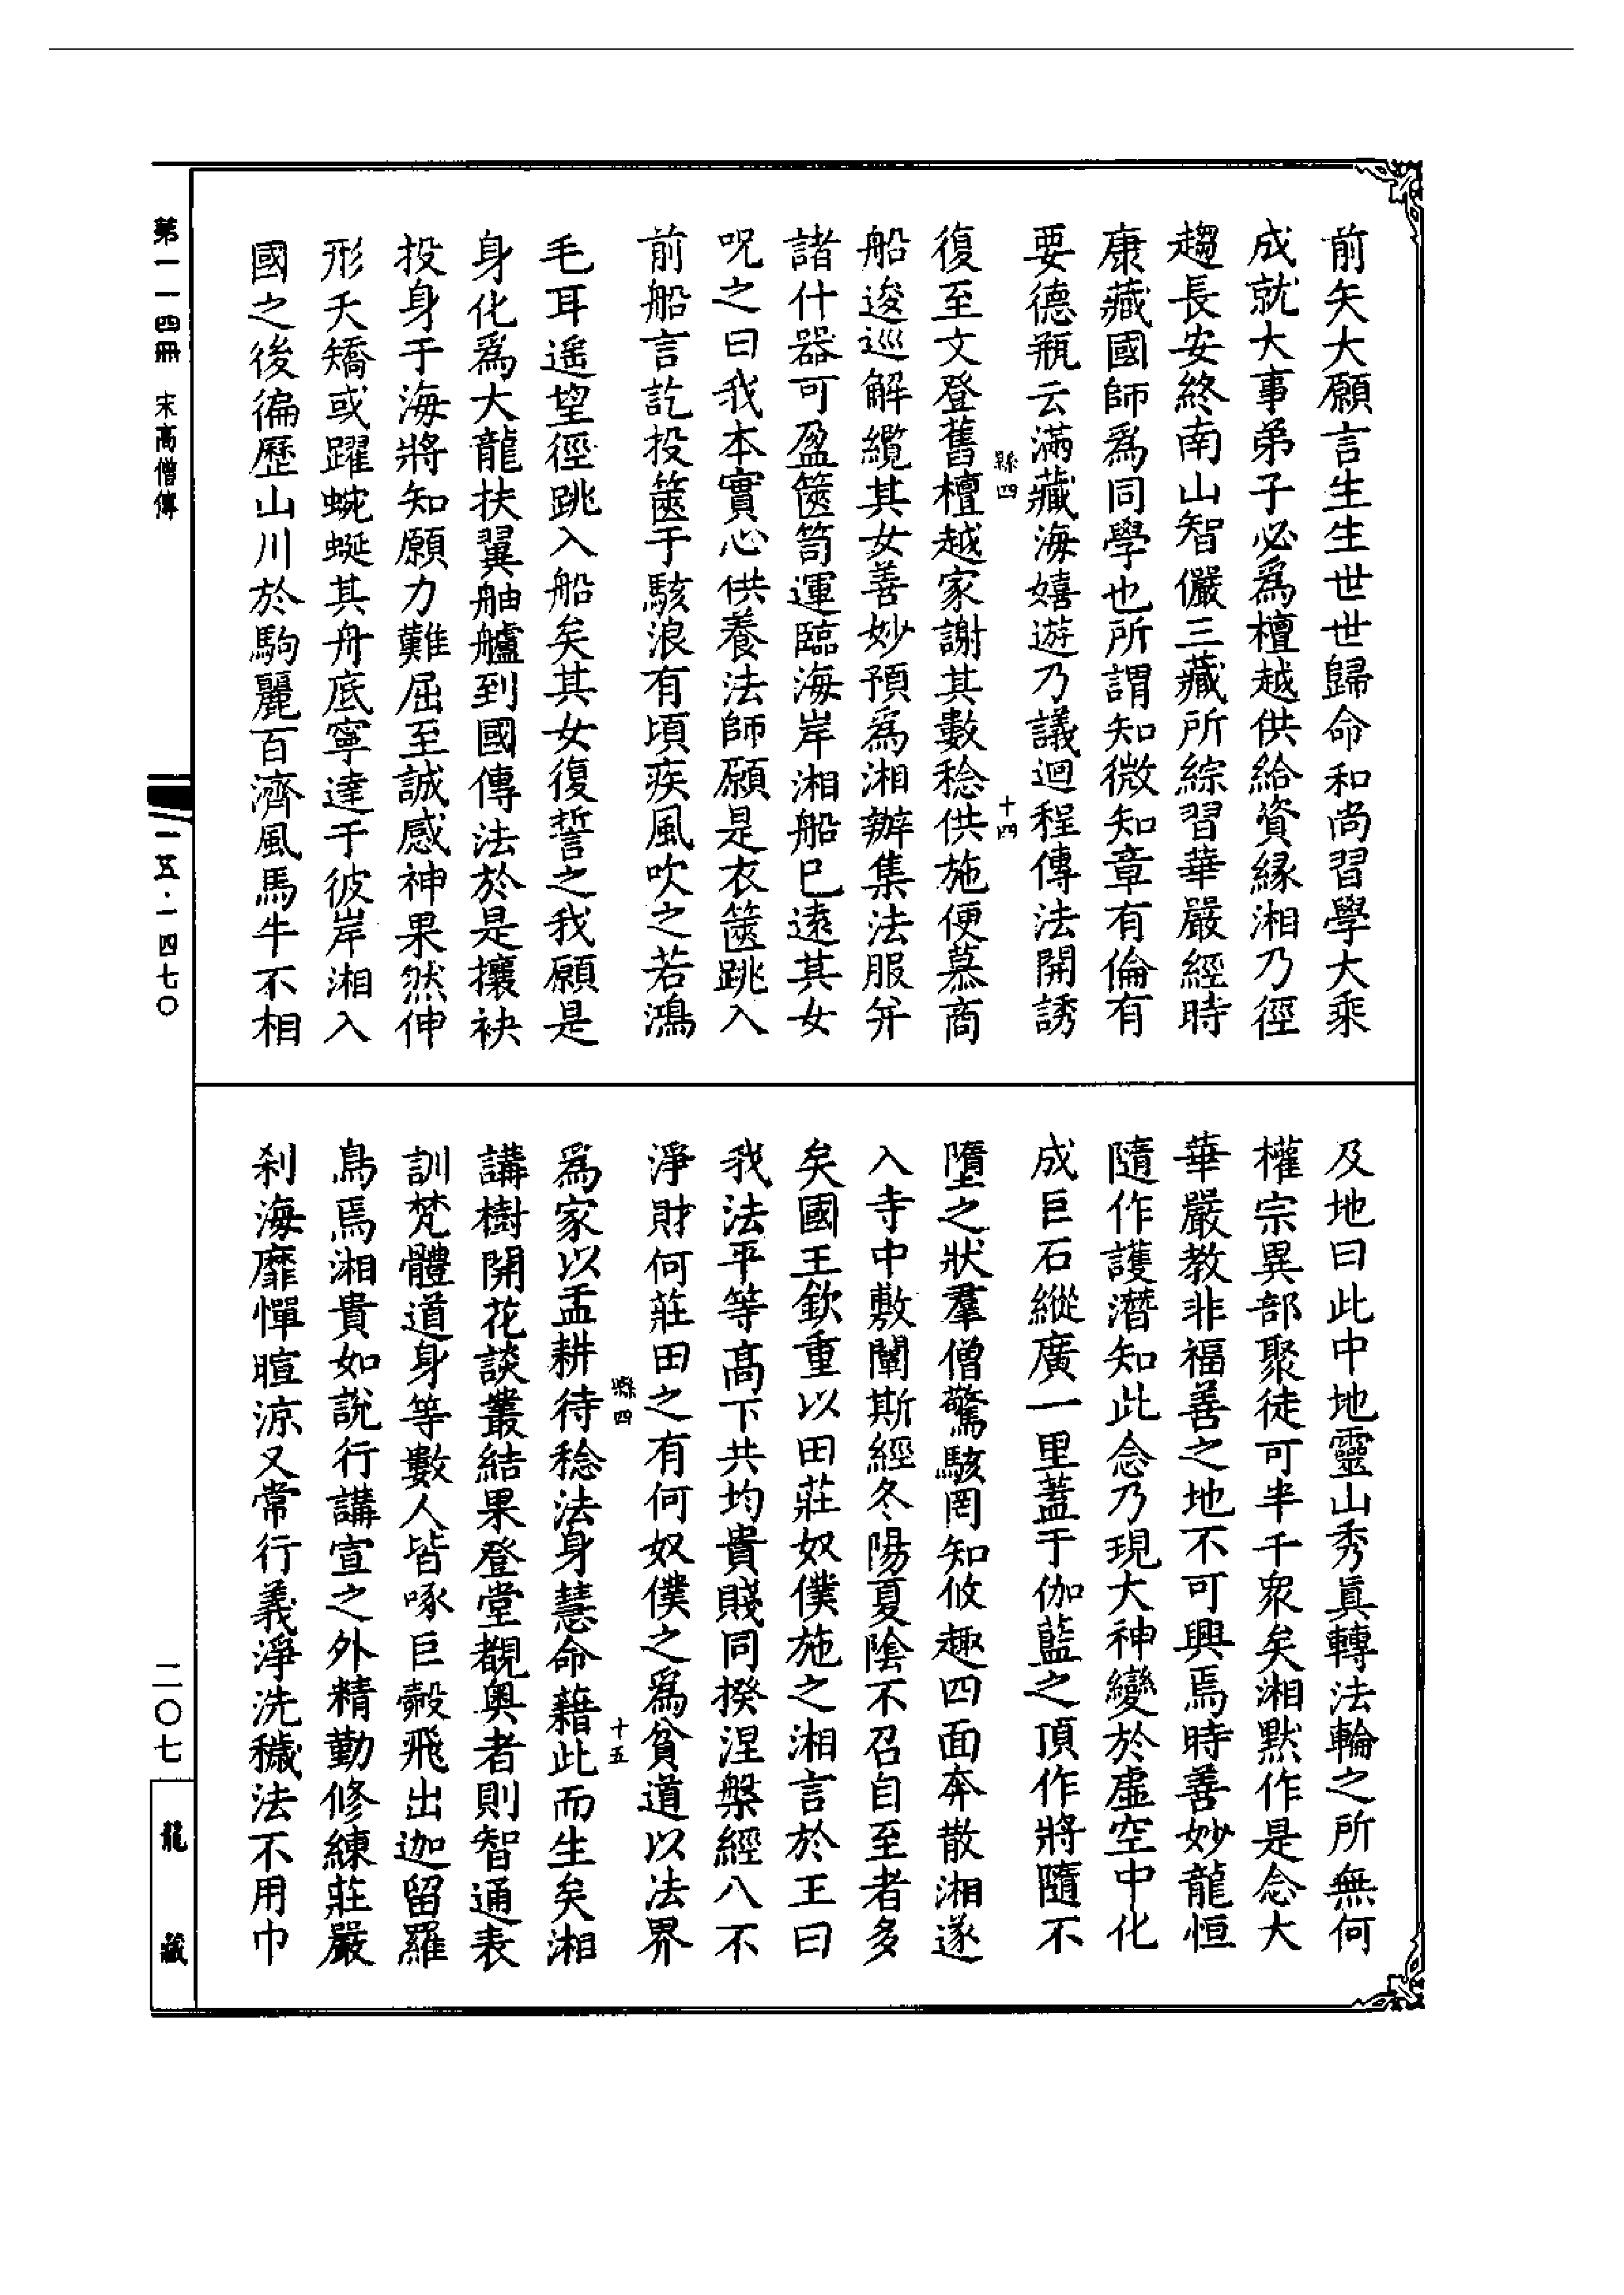 前矢大願言生生世世歸命和尚習學大乘
成就大事弟子必爲檀越供給資緣湘乃徑
趨長安終南山智儼三藏所綜習華嚴經時
康藏國師爲同學也所謂知微知章有倫有
要德瓶云滿藏海嬉遊乃議迴程傳法開誘
緜四
十四
復至文登舊檀越家謝其數稔供施便慕商
船逡巡解纜其女善妙預爲湘辦集法服并
諸什器可盈篋笥運臨海岸湘船已遠其女
呪之曰我本實心供養法師願是衣篋跳入
前船言訖投篋于駭浪有頃疾風吹之若鴻
毛耳遥望徑跳入船矣其女復誓之我願是
身化爲大龍扶翼舳艫到國傳法於是攘袂
投身于海將知願力難屈至誠感神果然伸
形夭矯或躍蜿蜒其舟底寧達于彼岸湘入
國之後徧歷山川於駒麗百濟風馬牛不相
及地曰此中地靈山秀眞轉法輪之所無何
權宗異部聚徒可半千衆矣湘默作是念大
華嚴教非福善之地不可興焉時善妙龍恒
隨作護潛知此念乃現大神變於虛空中化
成巨石縱廣一里蓋于伽藍之頂作將隨不
墮之狀羣僧驚駭罔知攸趣四面奔散湘遂
入寺中敷闡斯經冬陽夏陰不召自至者多
矣國王欽重以田莊奴僕施之湘言於王曰
我法平等高下共均貴賤同揆涅槃經八不
淨財何莊田之有何奴僕之爲貧道以法界
緜四
十五
爲家以盂耕待稔法身慧命藉此而生矣湘
講樹開花談叢結果登堂覩奥者則智通表
訓梵體道身等數人皆啄巨㲉飛出迦留羅
鳥焉湘貴如說行講宣之外精勤修練莊嚴
刹海靡憚暄涼又常行義淨洗穢法不用巾
第一一四冊 宋高僧傳
一五·一四七〇
二〇七
龍藏